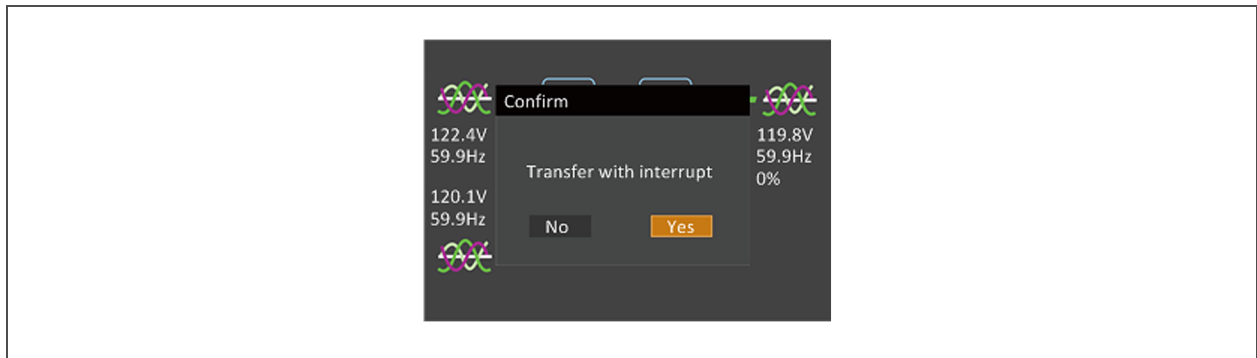 Confirm
122.4V
59.9Hz
119.8V
59.9Hz
0%
Transfer with interrupt
120.1V
59.9Hz
No
Yes